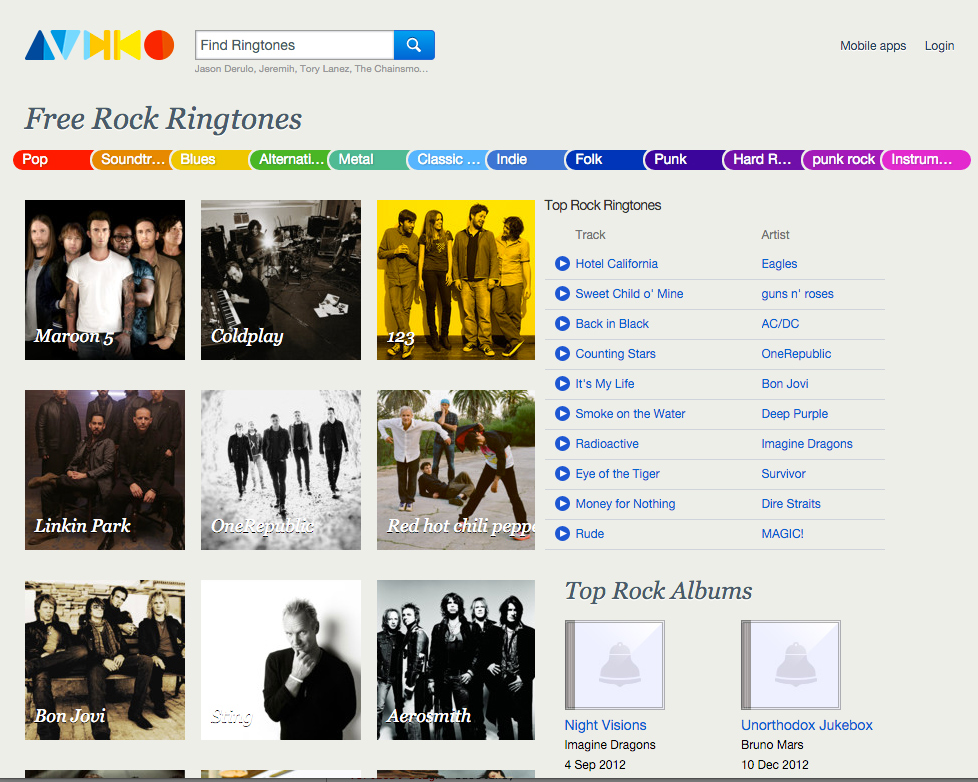 Find Ringtones
Jason Derulo, Jeremih, Tory Lanez, The Chainsmo...
Mobile apps
Login
Free Rock Ringtones
Pop
Soundtr...
Blues
Alternati...
Metal
Classic ...
Indie
Folk
Punk
Hard R...
punk rock
Instrum...
Maroon 5
Coldplay
123
Linkin Park
OneRepublic
Red hot chili peppe
Bon Jovi
Sting
Aerosmith
Top Rock Ringtones
Track Artist
Hotel California Eagles
Sweet Child o' Mine guns n' roses
Back in Black AC/DC
Counting Stars OneRepublic
It's My Life Bon Jovi
Smoke on the Water Deep Purple
Radioactive Imagine Dragons
Eye of the Tiger Survivor
Money for Nothing Dire Straits
Rude MAGIC!
Top Rock Albums
Night Visions
Imagine Dragons
4 Sep 2012
Unorthodox Jukebox
Bruno Mars
10 Dec 2012